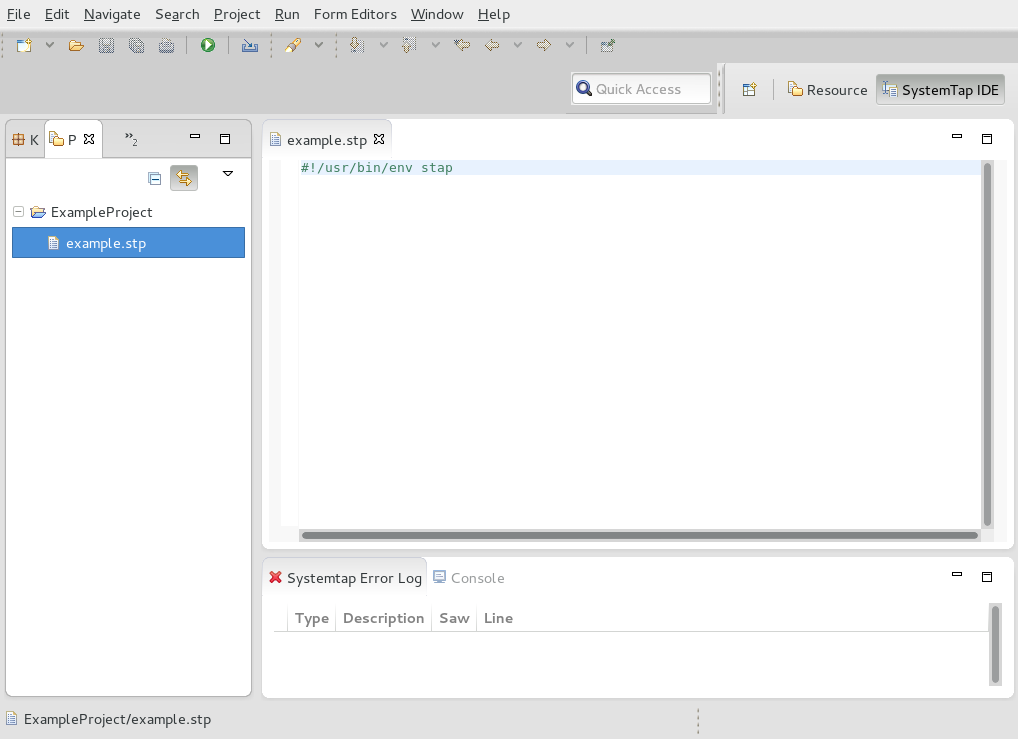 File Edit Navigate Search Project Run Form Editors Window Help
Quick Access
Resource
SystemTap IDE
K
P
»2
example.stp
#!/usr/bin/env stap
ExampleProject
example.stp
Systemtap Error Log
Console
Type Description Saw Line
ExampleProject/example.stp